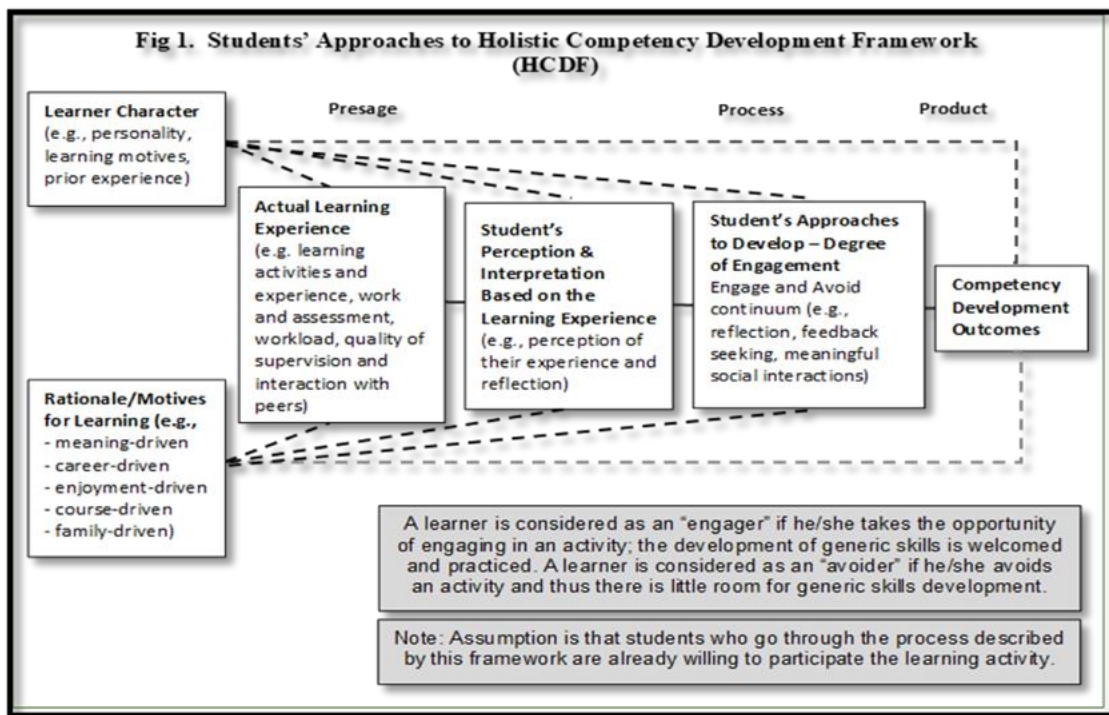 Fig 1.  Students' Approaches to Holistic Competency Development Framework
(HCDF)
Presage
Process
Product
Learner Character
(e.g., personality,
learning motives,
prior experience)
Actual Learning
Experience
(e.g. learning
activities and
experience, work
and assessment,
workload, quality of
supervision and
interaction with
peers)
Student's
Perception &
Interpretation
Based on the
Learning Experience
(e.g., perception of
their experience and
reflection)
Student's Approaches
to Develop – Degree
of Engagement
Engage and Avoid
continuum (e.g.,
reflection, feedback
seeking, meaningful
social interactions)
Competency
Development
Outcomes
Rationale/Motives
for Learning (e.g.,
- meaning-driven
- career-driven
- enjoyment-driven
- course-driven
- family-driven)
A learner is considered as an "engager" if he/she takes the opportunity
of engaging in an activity; the development of generic skills is welcomed
and practiced. A learner is considered as an "avoider" if he/she avoids
an activity and thus there is little room for generic skills development.
Note: Assumption is that students who go through the process described
by this framework are already willing to participate the learning activity.